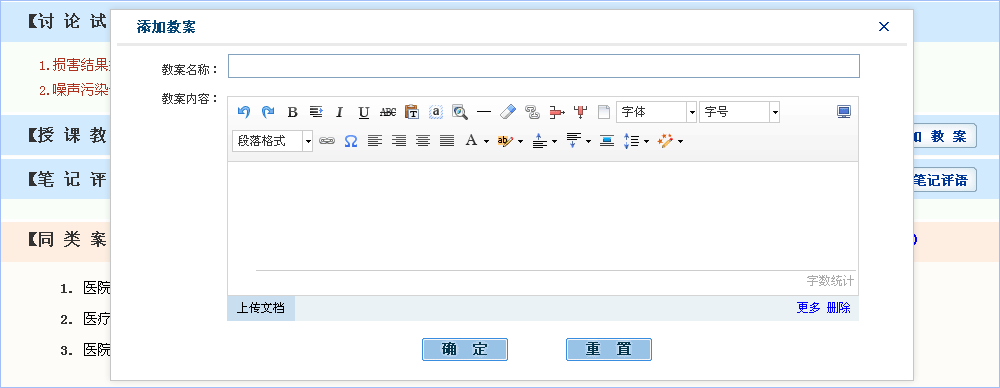 【讨 论 试
添加教案
1.损害结果
教案名称：
2.噪声污染
教案内容：
B I U ABC T a 字体 字号
【授 课 教
加 教 案
段落格式 Ω A ab
【笔 记 评
笔记评语
【同 类 案
字数统计
1. 医院
上传文档
更多 删除
2. 医疗
3. 医院
确 定
重 置